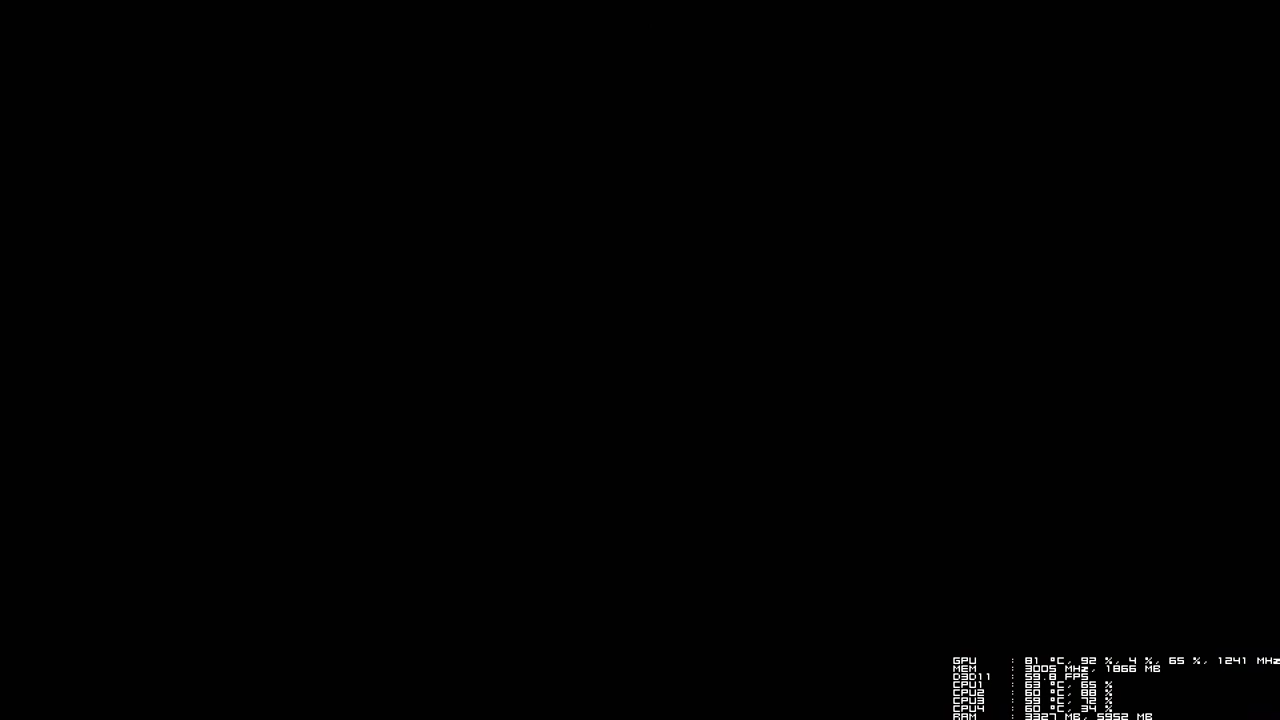 GPU : 81 °C, 92 %, 4 %, 65 %, 1241 MHz
MEM : 3005 MHz, 1866 MB
D3D11 : 59.8 FPS
CPU1 : 63 °C, 65 %
CPU2 : 60 °C, 88 %
CPU3 : 59 °C, 72 %
CPU4 : 60 °C, 34 %
RAM : 3327 MB, 5952 MB